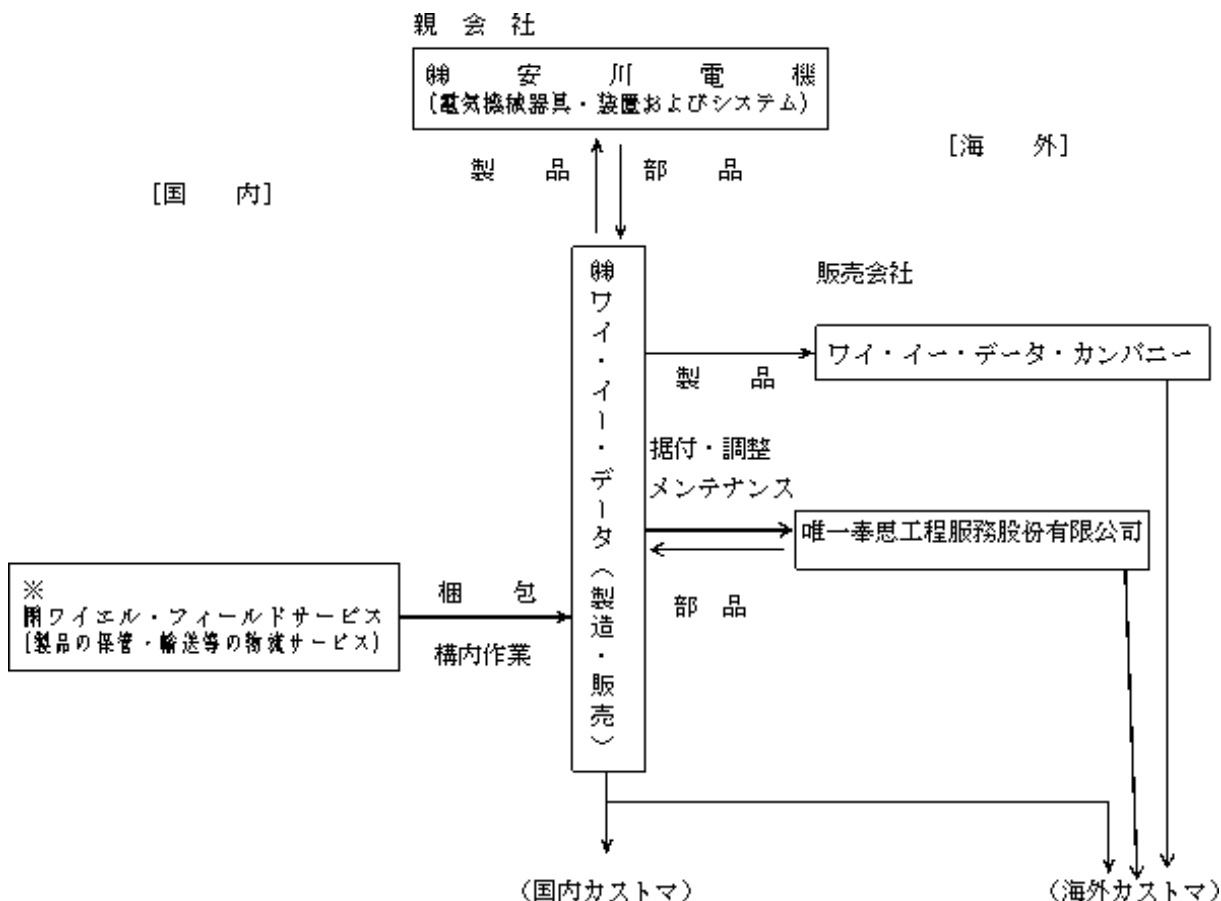 親会社
㈱安川電機
(電気機械器具・装置およびシステム)
[海外]
製品
部品
[国内]
販売会社
㈱ワイ・イー・データ(製造・販売)
ワイ・イー・データ・カンパニー
製品
据付・調整
メンテナンス
唯一奉思工程服務股份有限公司
部品
※
㈲ワイエル・フィールドサービス
(製品の保管・輸送等の物流サービス)
梱包
構内作業
(国内カストマ)
(海外カストマ)